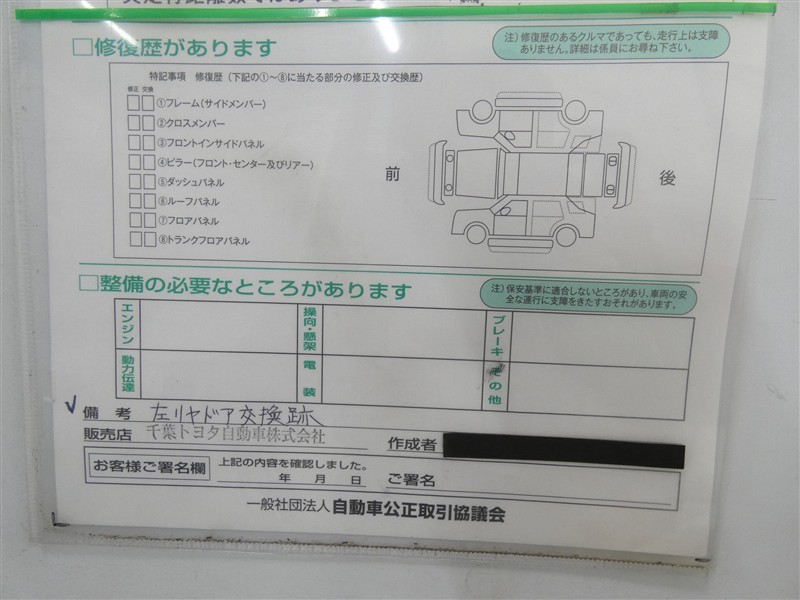 □修復歴があります
注）修復歴のあるクルマであっても、走行上は支障
ありません。詳細は係員にお尋ね下さい。
特記事項　修復歴（下記の①～⑧に当たる部分の修正及び交換歴）
修正 交換
①フレーム（サイドメンバー）
②クロスメンバー
③フロントインサイドパネル
④ピラー（フロント・センター及びリアー）
⑤ダッシュパネル
⑥ルーフパネル
⑦フロアパネル
⑧トランクフロアパネル
前
後
□整備の必要なところがあります
注）保安基準に適合しないところがあり、車両の安
全な運行に支障をきたすおそれがあります。
エンジン
操向・懸架
ブレーキ
動力伝達
電装
その他
✓備考 左リヤドア交換跡
販売店 千葉トヨタ自動車株式会社
作成者
お客様ご署名欄
上記の内容を確認しました。
年 月 日
ご署名
一般社団法人 自動車公正取引協議会